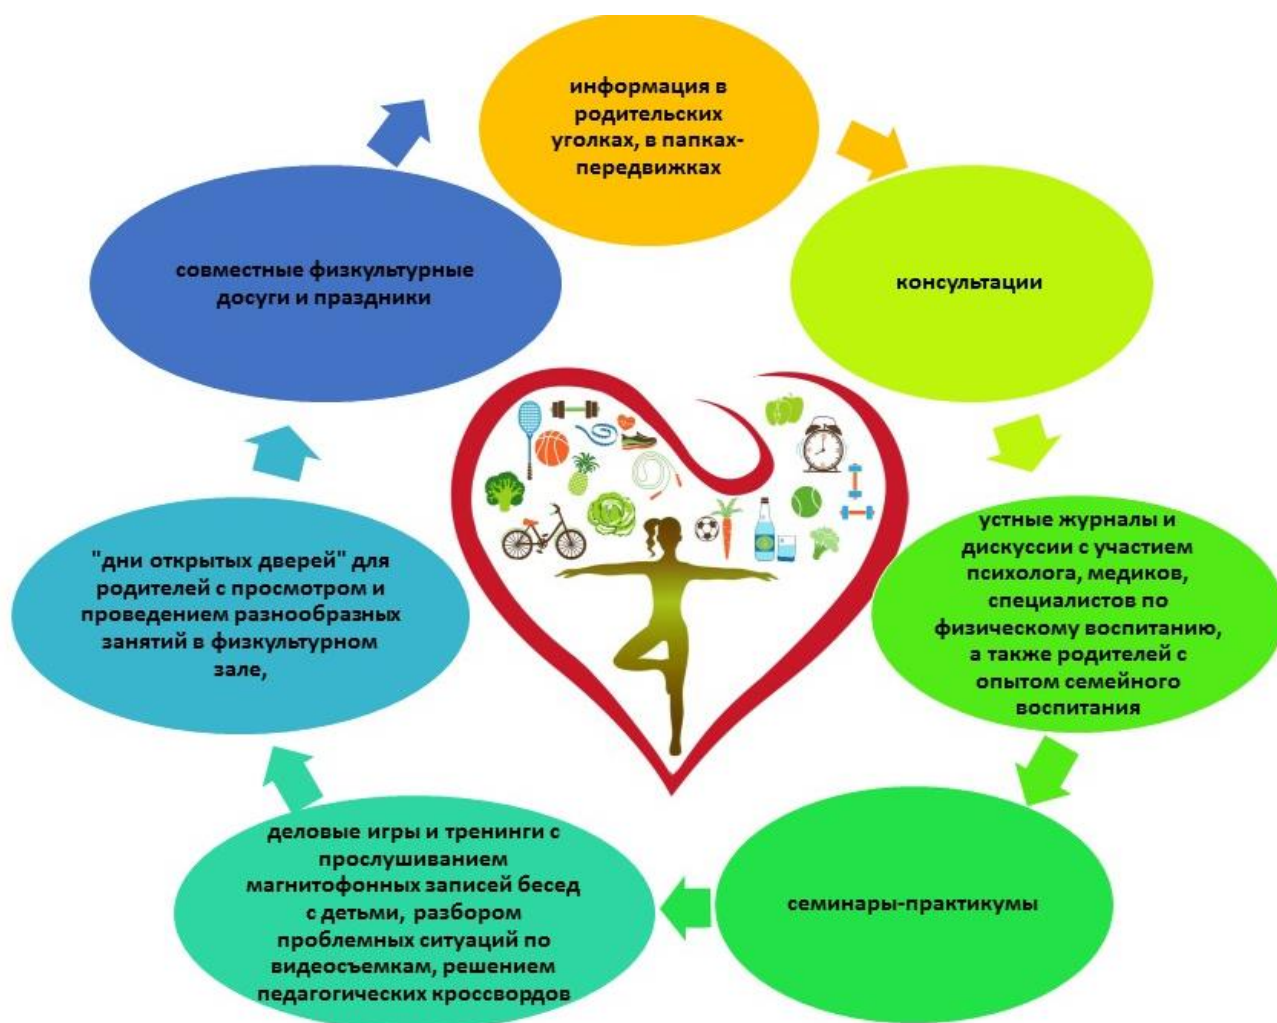 информация в
родительских
уголках, в папках-
передвижках
консультации
устные журналы и
дискуссии с участием
психолога, медиков,
специалистов по
физическому воспитанию,
а также родителей с
опытом семейного
воспитания
семинары-практикумы
деловые игры и тренинги с
прослушиванием
магнитофонных записей бесед
с детьми, разбором
проблемных ситуаций по
видеосъемкам, решением
педагогических кроссвордов
"дни открытых дверей" для
родителей с просмотром и
проведением разнообразных
занятий в физкультурном
зале,
совместные физкультурные
досуги и праздники